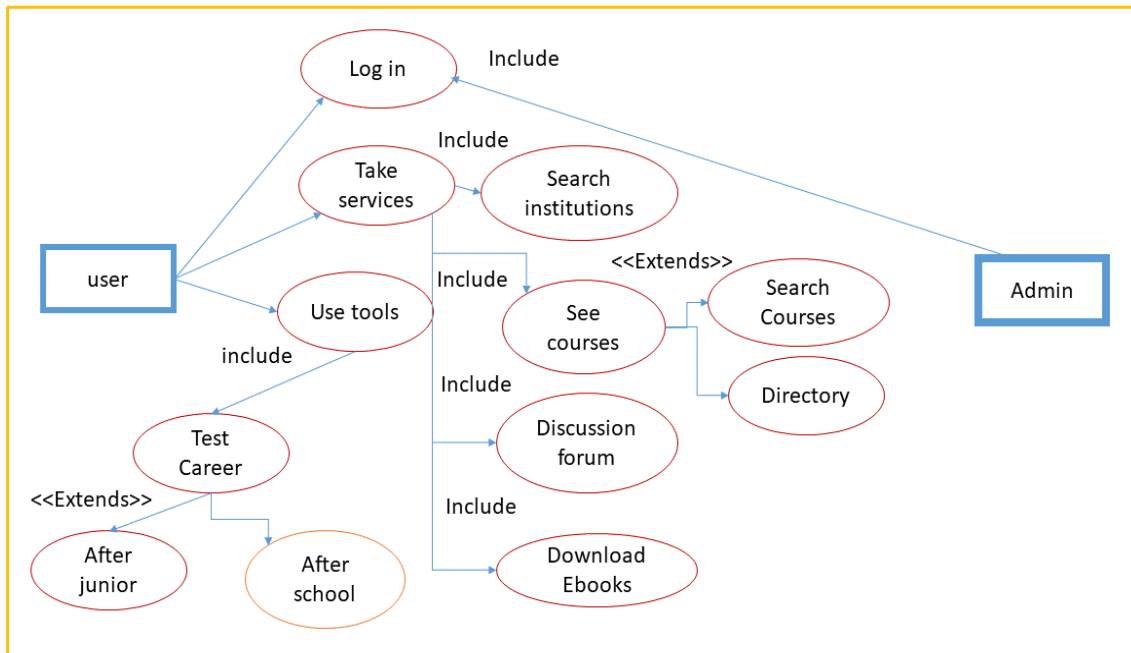 Log in
Include
Include
Take
services
Search
institutions
user
<<Extends>>
Include
Search
Courses
Admin
Use tools
See
courses
include
Include
Directory
Test
Career
Discussion
forum
<<Extends>>
Include
After
junior
After
school
Download
Ebooks